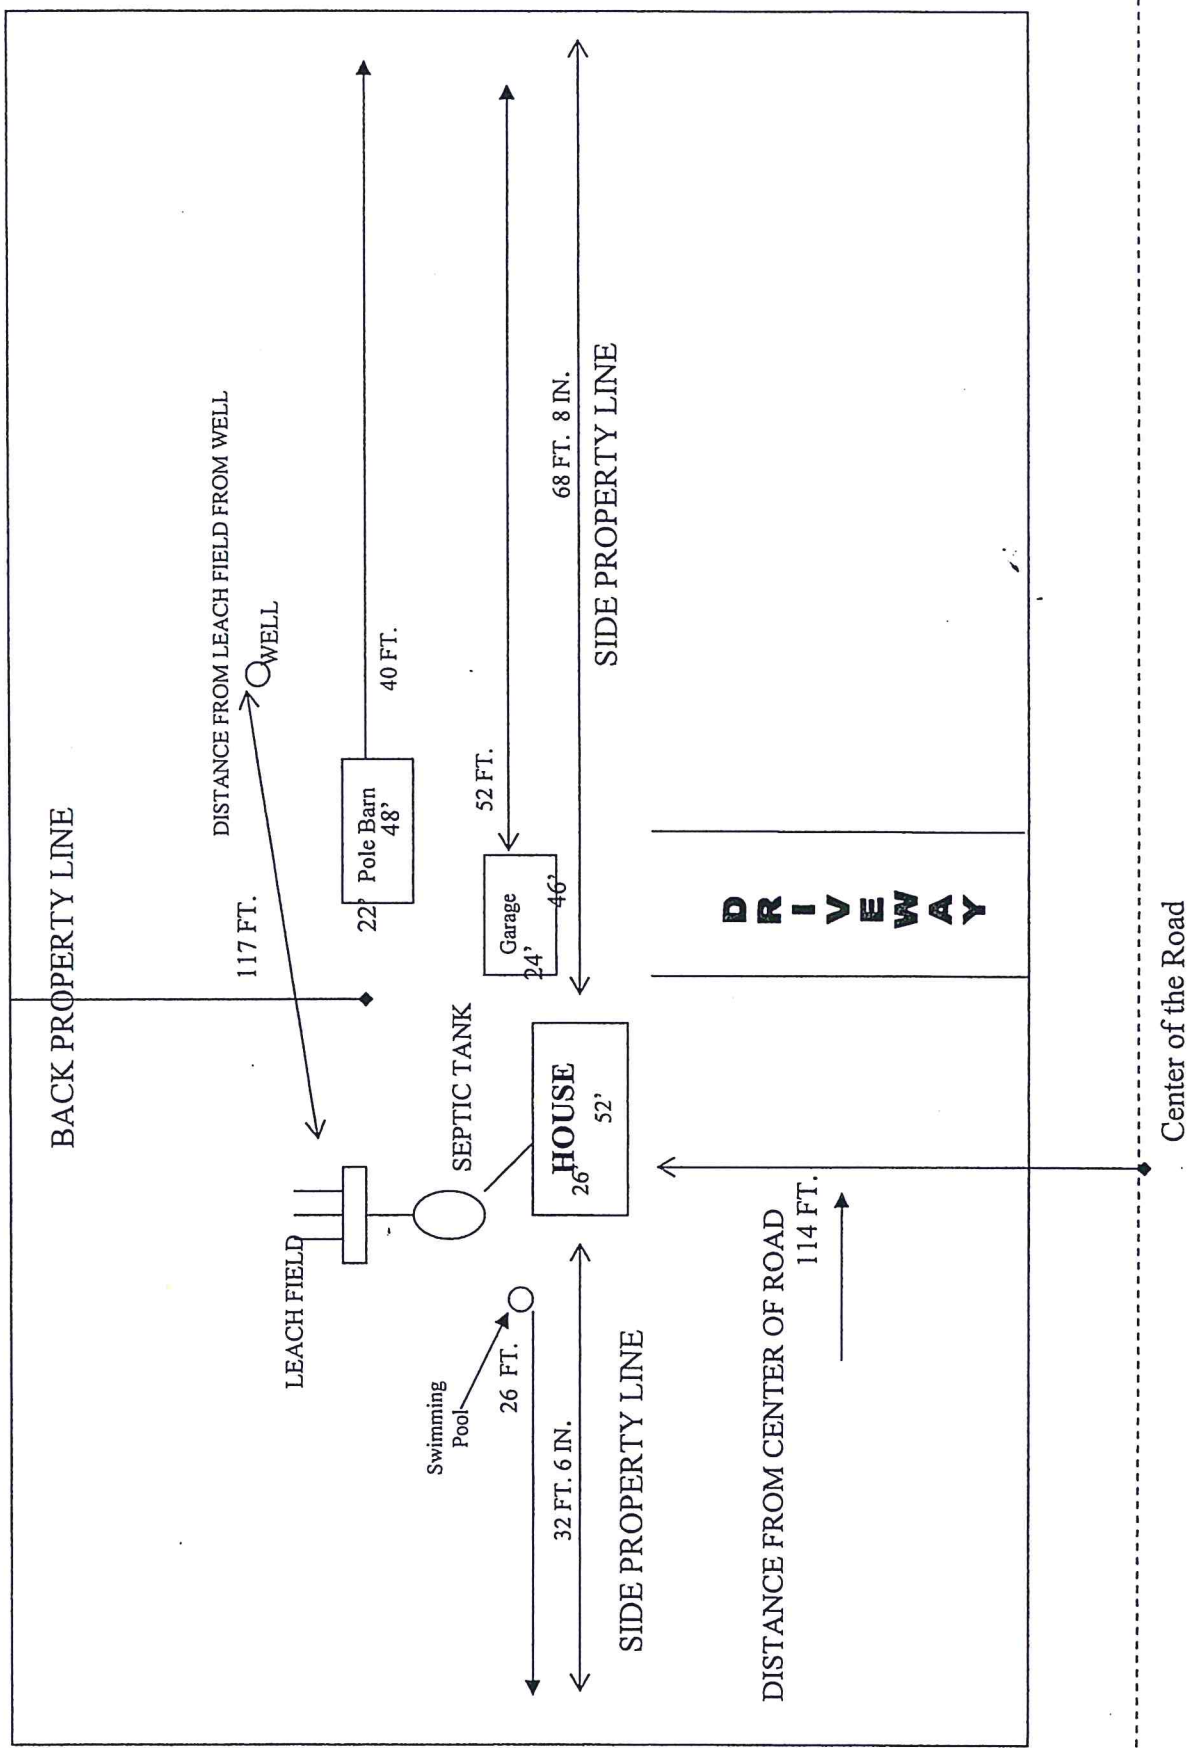 BACK PROPERTY LINE
DISTANCE FROM LEACH FIELD FROM WELL
117 FT.
WELL
LEACH FIELD
22' Pole Barn
48'
40 FT.
SEPTIC TANK
Swimming
Pool
26 FT.
52 FT.
Garage
24'
46'
HOUSE
26'
52'
32 FT. 6 IN.
68 FT. 8 IN.
SIDE PROPERTY LINE
SIDE PROPERTY LINE
DRIVEWAY
DISTANCE FROM CENTER OF ROAD
114 FT.
Center of the Road